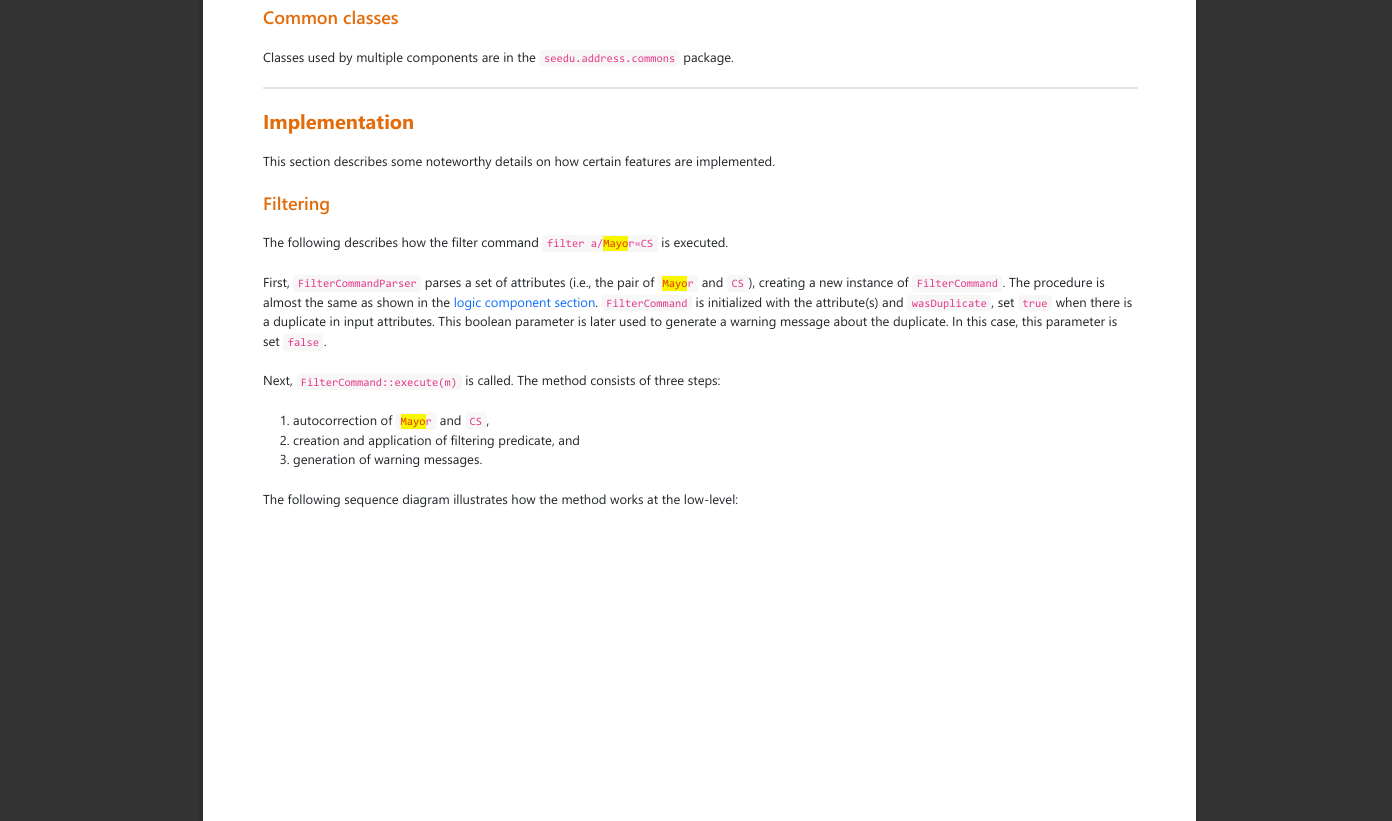 Common classes
Classes used by multiple components are in the seedu.address.commons package.
Implementation
This section describes some noteworthy details on how certain features are implemented.
Filtering
The following describes how the filter command filter a/Mayor=CS is executed.
First, FilterCommandParser parses a set of attributes (i.e., the pair of Mayor and CS ), creating a new instance of FilterCommand . The procedure is
almost the same as shown in the logic component section. FilterCommand is initialized with the attribute(s) and wasDuplicate , set true when there is
a duplicate in input attributes. This boolean parameter is later used to generate a warning message about the duplicate. In this case, this parameter is
set false .
Next, FilterCommand::execute(m) is called. The method consists of three steps:
1. autocorrection of Mayor and CS ,
2. creation and application of filtering predicate, and
3. generation of warning messages.
The following sequence diagram illustrates how the method works at the low-level: